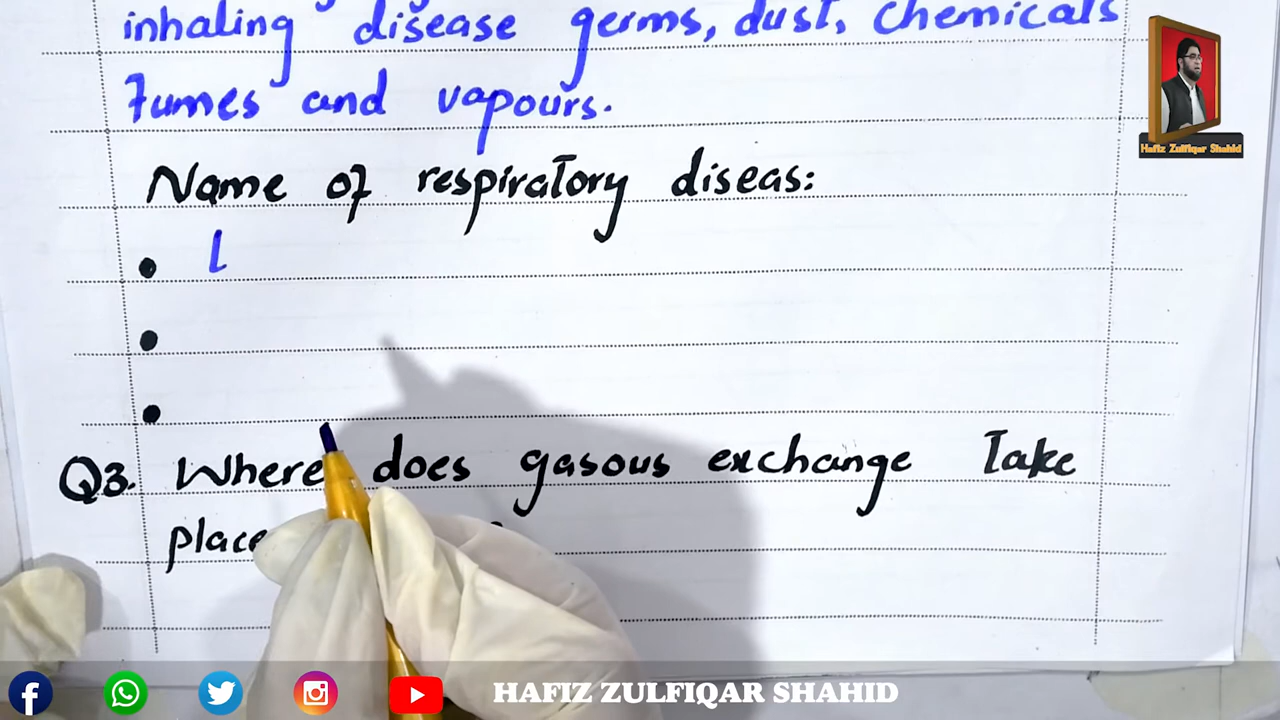 inhaling disease germs, dust, chemicals
fumes and vapours.
Name of respiratory diseas:
Q3. Where does gasous exchange Take
place
Hafiz Zulfiqar Shahid
HAFIZ ZULFIQAR SHAHID